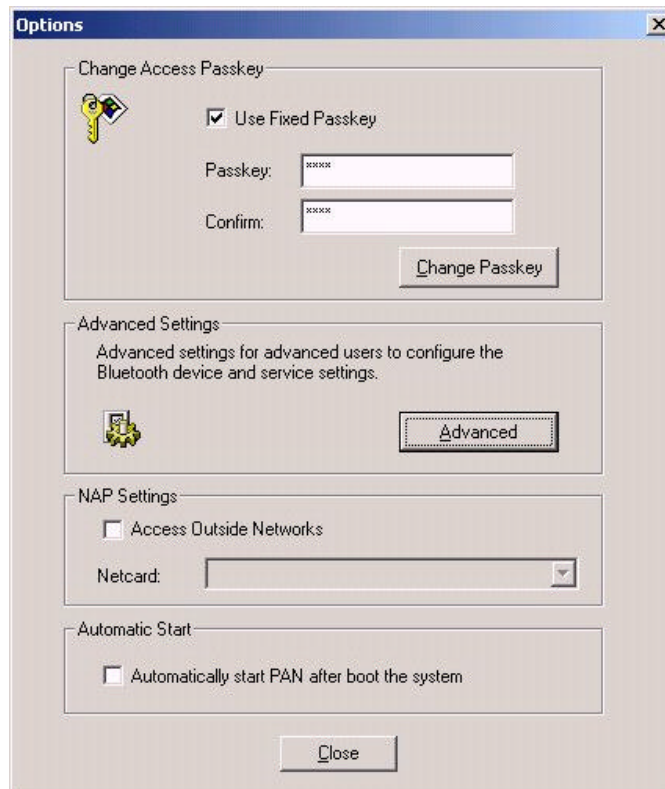 Options
Change Access Passkey
Use Fixed Passkey
Passkey: ****
Confirm: ****
Change Passkey
Advanced Settings
Advanced settings for advanced users to configure the
Bluetooth device and service settings.
Advanced
NAP Settings
Access Outside Networks
Netcard:
Automatic Start
Automatically start PAN after boot the system
Close